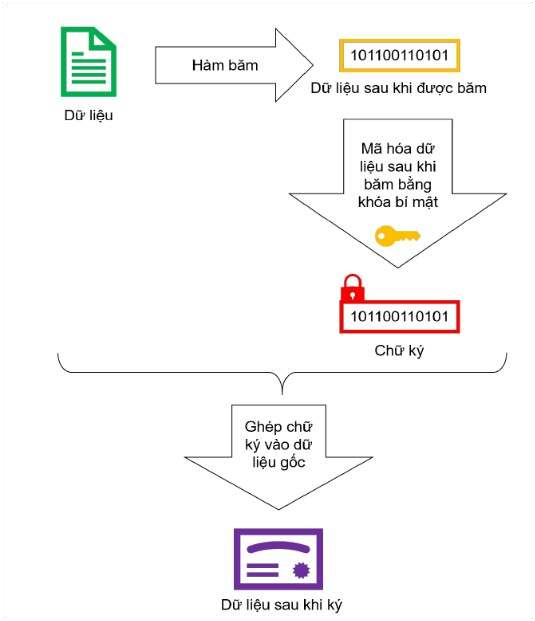 Dữ liệu
Hàm băm
101100110101
Dữ liệu sau khi được băm
Mã hóa dữ
liệu sau khi
băm bằng
khóa bí mật
101100110101
Chữ ký
Ghép chữ
ký vào dữ
liệu gốc
Dữ liệu sau khi ký